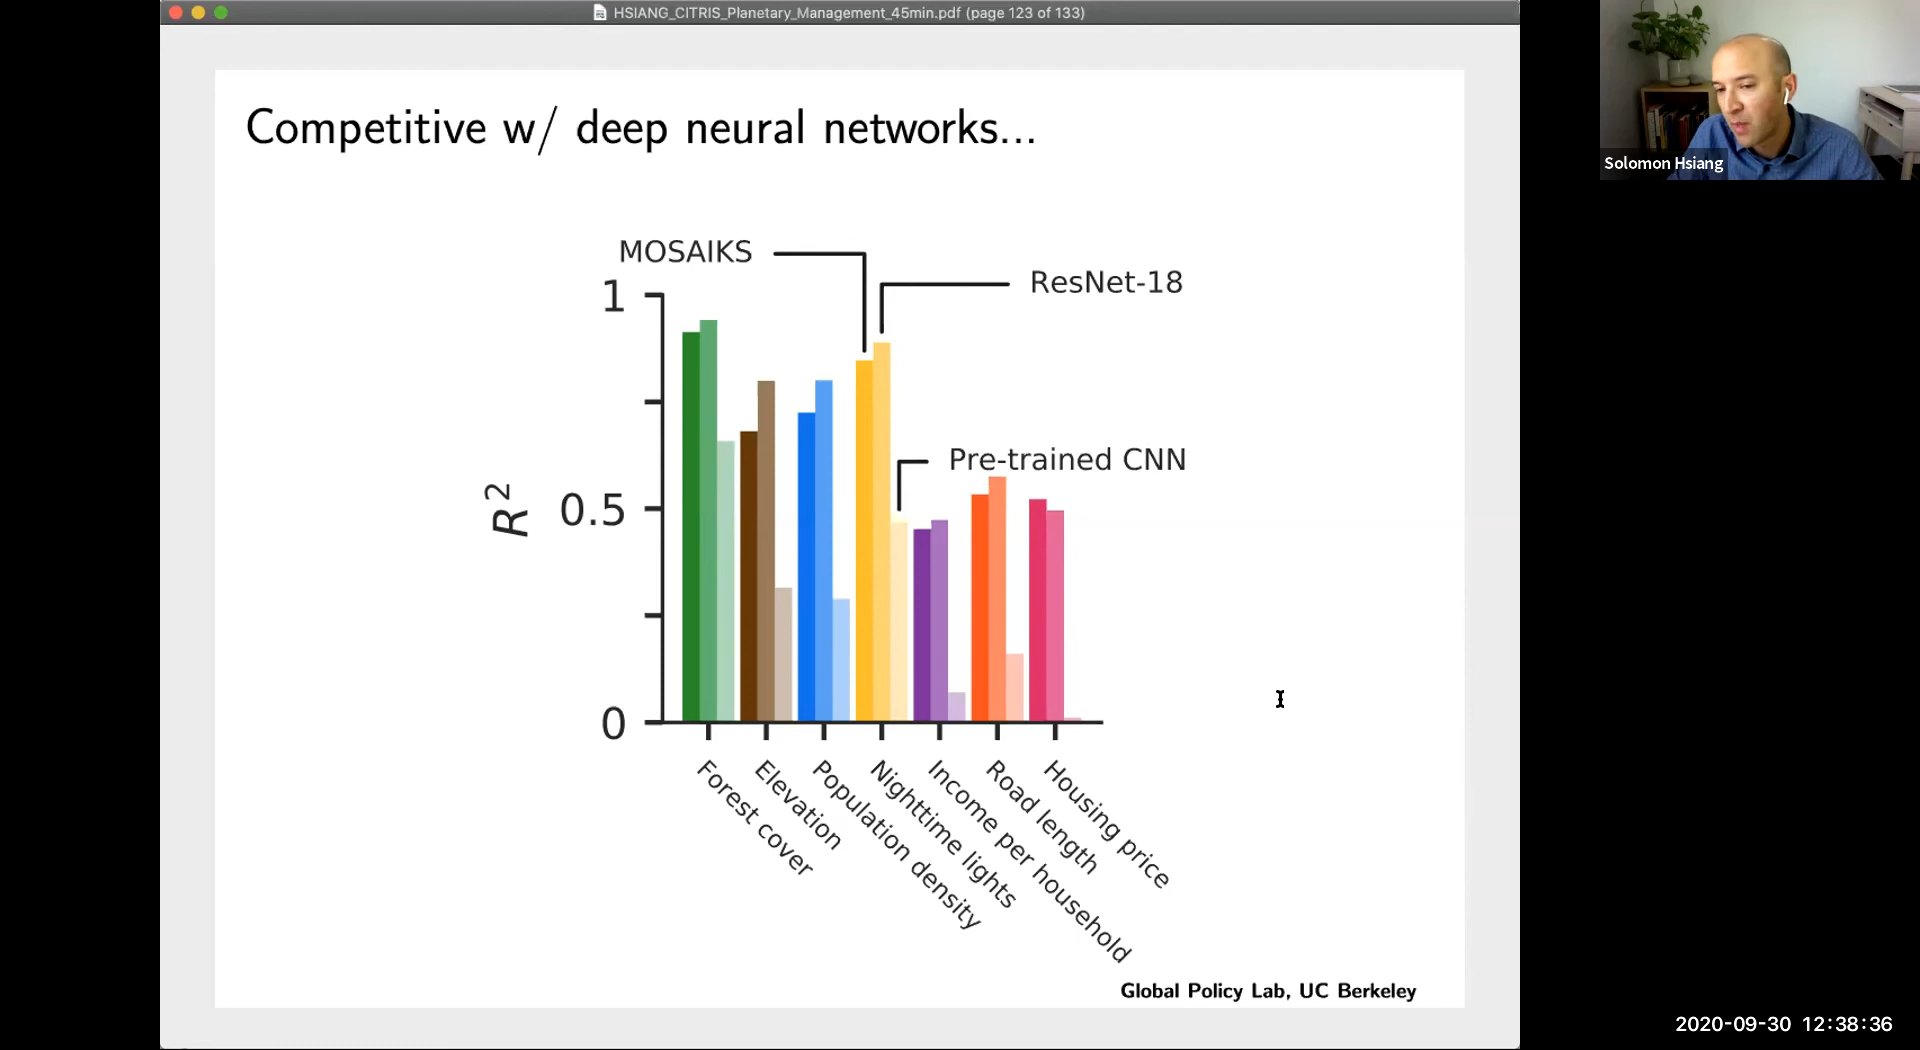 HSIANG_CITRIS_Planetary_Management_45min.pdf (page 123 of 133)
Competitive w/ deep neural networks...
MOSAIKS
ResNet-18
Pre-trained CNN
1
0.5
0
R²
Forest cover
Elevation
Population density
Nighttime lights
Income per household
Road length
Housing price
Global Policy Lab, UC Berkeley
Solomon Hsiang
2020-09-30 12:38:36